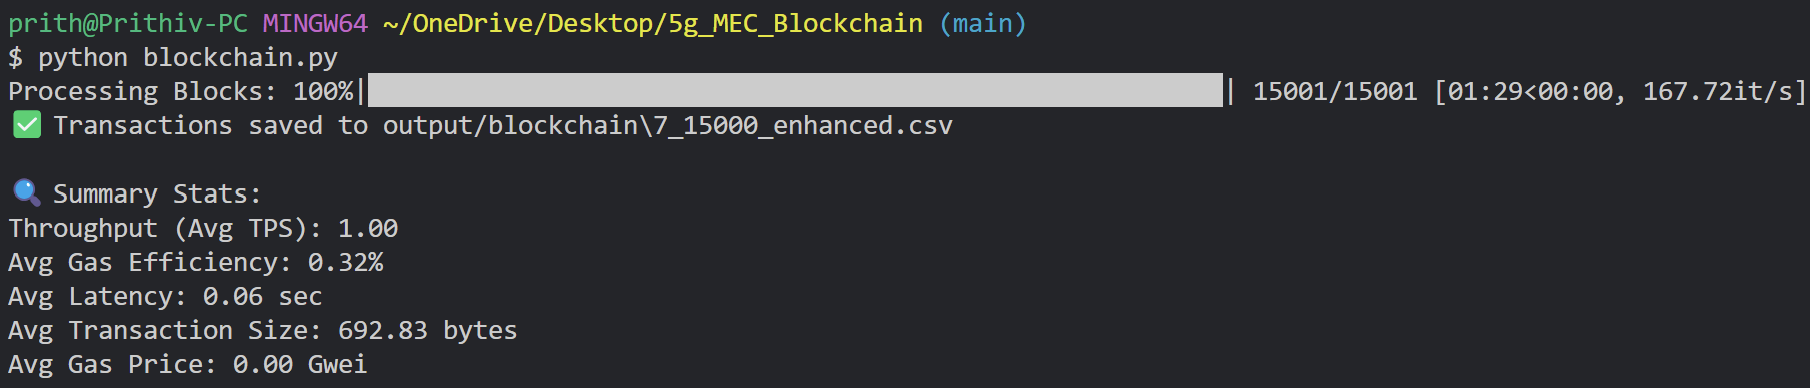 prith@Prithiv-PC MINGW64 ~/OneDrive/Desktop/5g_MEC_Blockchain (main)
$ python blockchain.py
Processing Blocks: 100%|██████████| 15001/15001 [01:29<00:00, 167.72it/s]
✅ Transactions saved to output/blockchain\7_15000_enhanced.csv
🔍 Summary Stats:
Throughput (Avg TPS): 1.00
Avg Gas Efficiency: 0.32%
Avg Latency: 0.06 sec
Avg Transaction Size: 692.83 bytes
Avg Gas Price: 0.00 Gwei